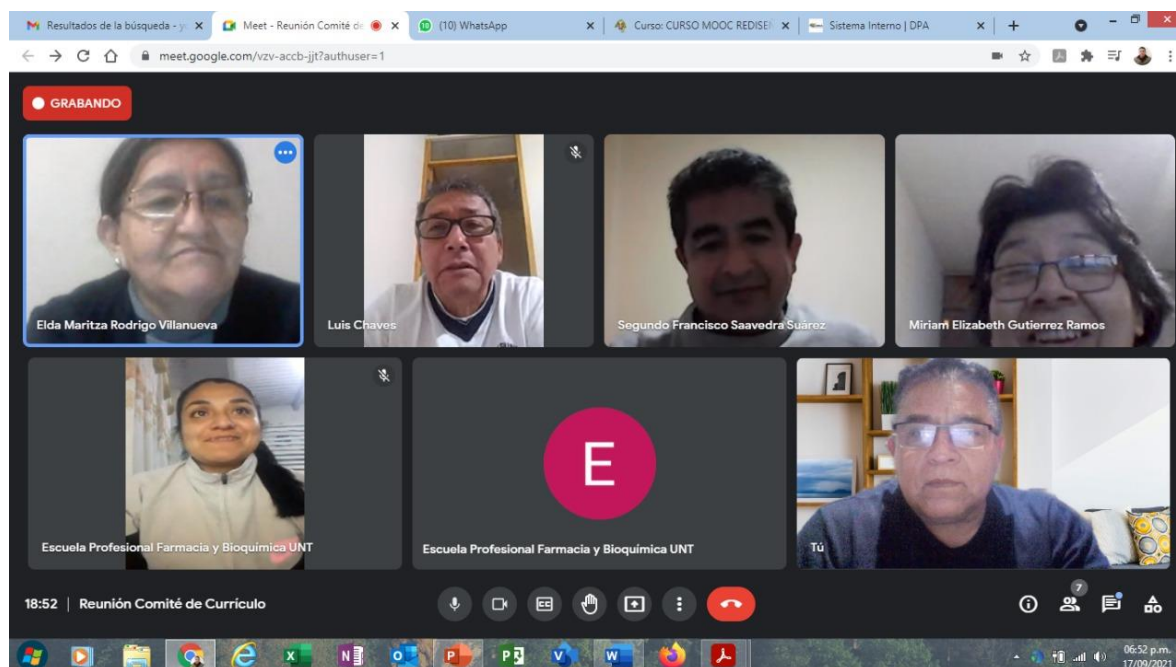 Resultados de la búsqueda - yo
Meet - Reunión Comité de
(10) WhatsApp
Curso: CURSO MOOC REDISEÑ
Sistema Interno | DPA
meet.google.com/vzv-accb-jjt?authuser=1
GRABANDO
Elda Maritza Rodrigo Villanueva
Luis Chaves
Segundo Francisco Saavedra Suárez
Miriam Elizabeth Gutierrez Ramos
E
Escuela Profesional Farmacia y Bioquímica UNT
Escuela Profesional Farmacia y Bioquímica UNT
Tú
18:52 | Reunión Comité de Currículo
CC
7
06:52 p.m.